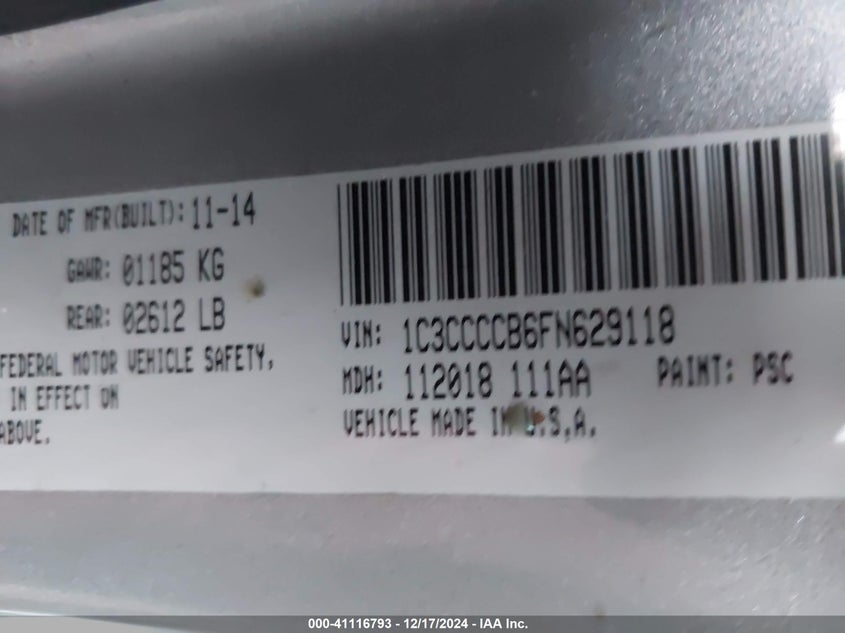 DATE OF MFR(BUILT): 11-14
GAWR: 01185 KG
REAR: 02612 LB
FEDERAL MOTOR VEHICLE SAFETY,
IN EFFECT ON
ABOVE.
VIN: 1C3CCCCB6FN629118
MDH: 112018 111AA PAINT: PSC
VEHICLE MADE IN U.S.A.
000-41116793 - 12/17/2024 - IAA Inc.